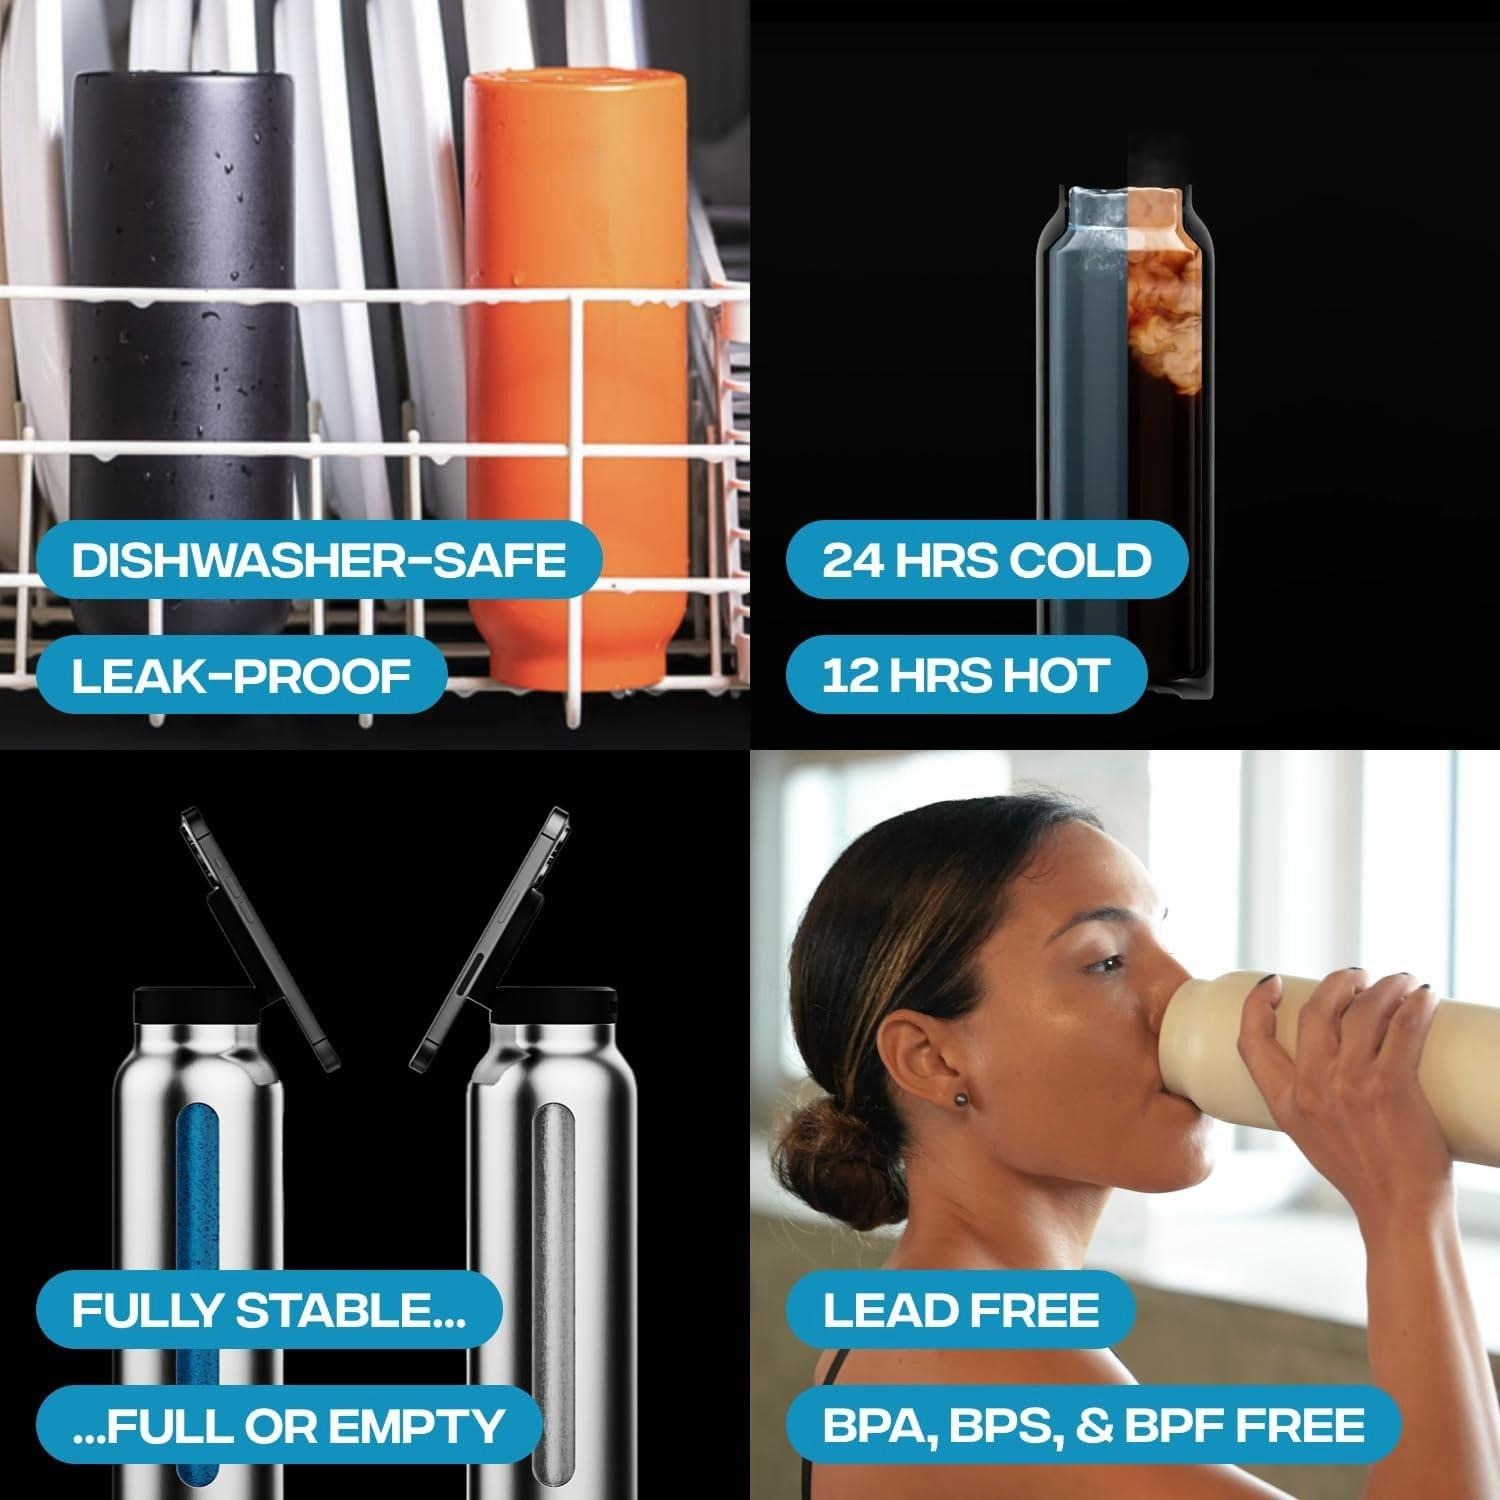 DISHWASHER-SAFE
LEAK-PROOF
24 HRS COLD
12 HRS HOT
FULLY STABLE...
...FULL OR EMPTY
LEAD FREE
BPA, BPS, & BPF FREE